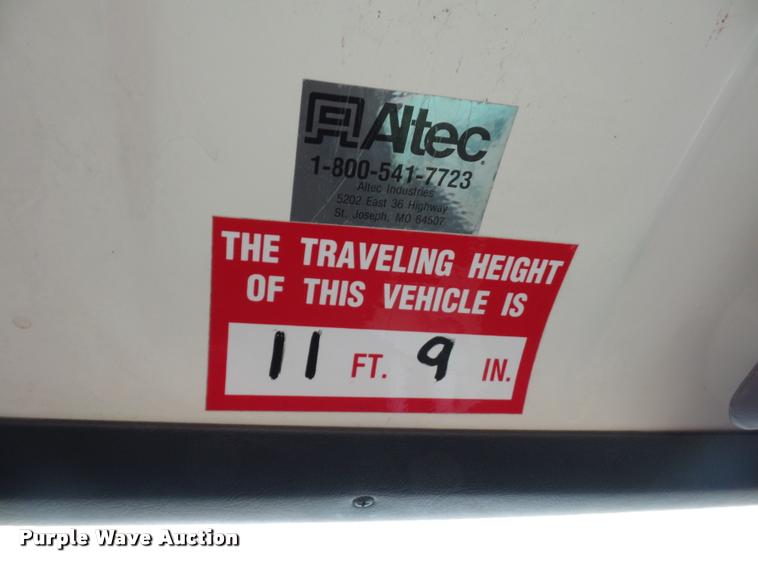 Altec
1-800-541-7723
Altec Industries
5202 East 36 Highway
St. Joseph, MO 64507
THE TRAVELING HEIGHT
OF THIS VEHICLE IS
11 FT. 9 IN.
Purple Wave Auction